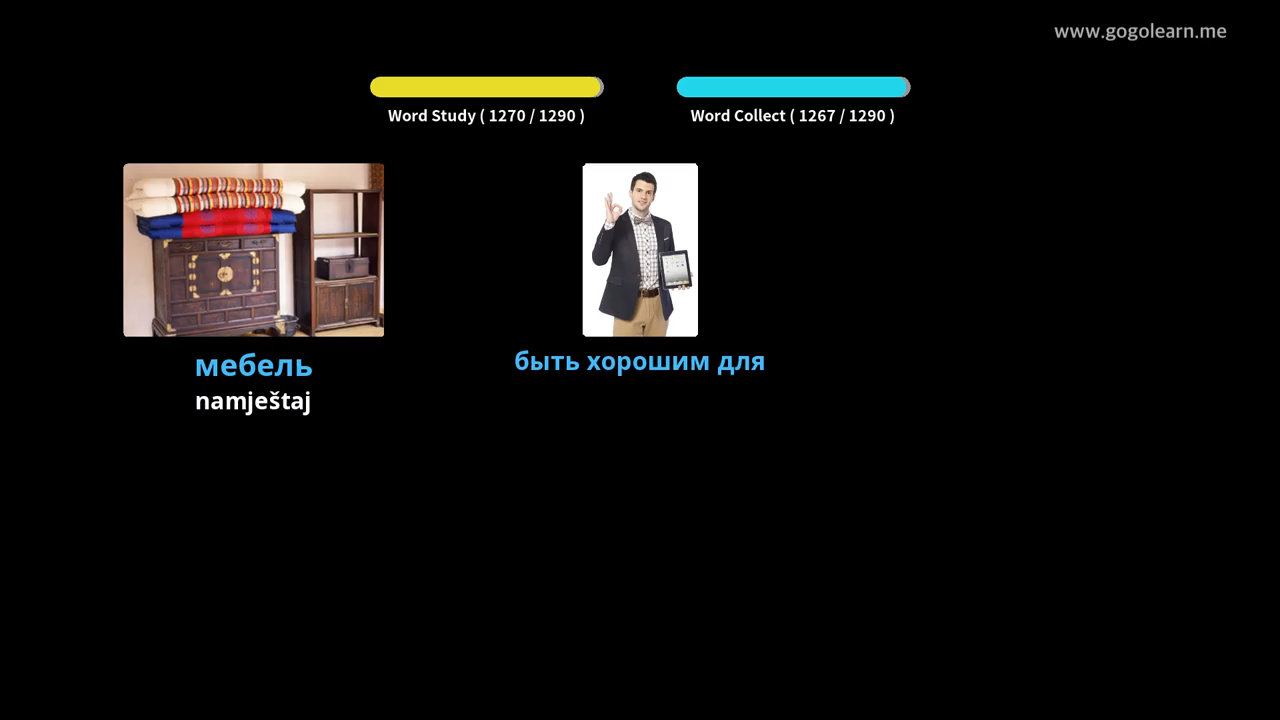 www.gogolearn.me
Word Study ( 1270 / 1290 )
Word Collect ( 1267 / 1290 )
мебель
namještaj
быть хорошим для